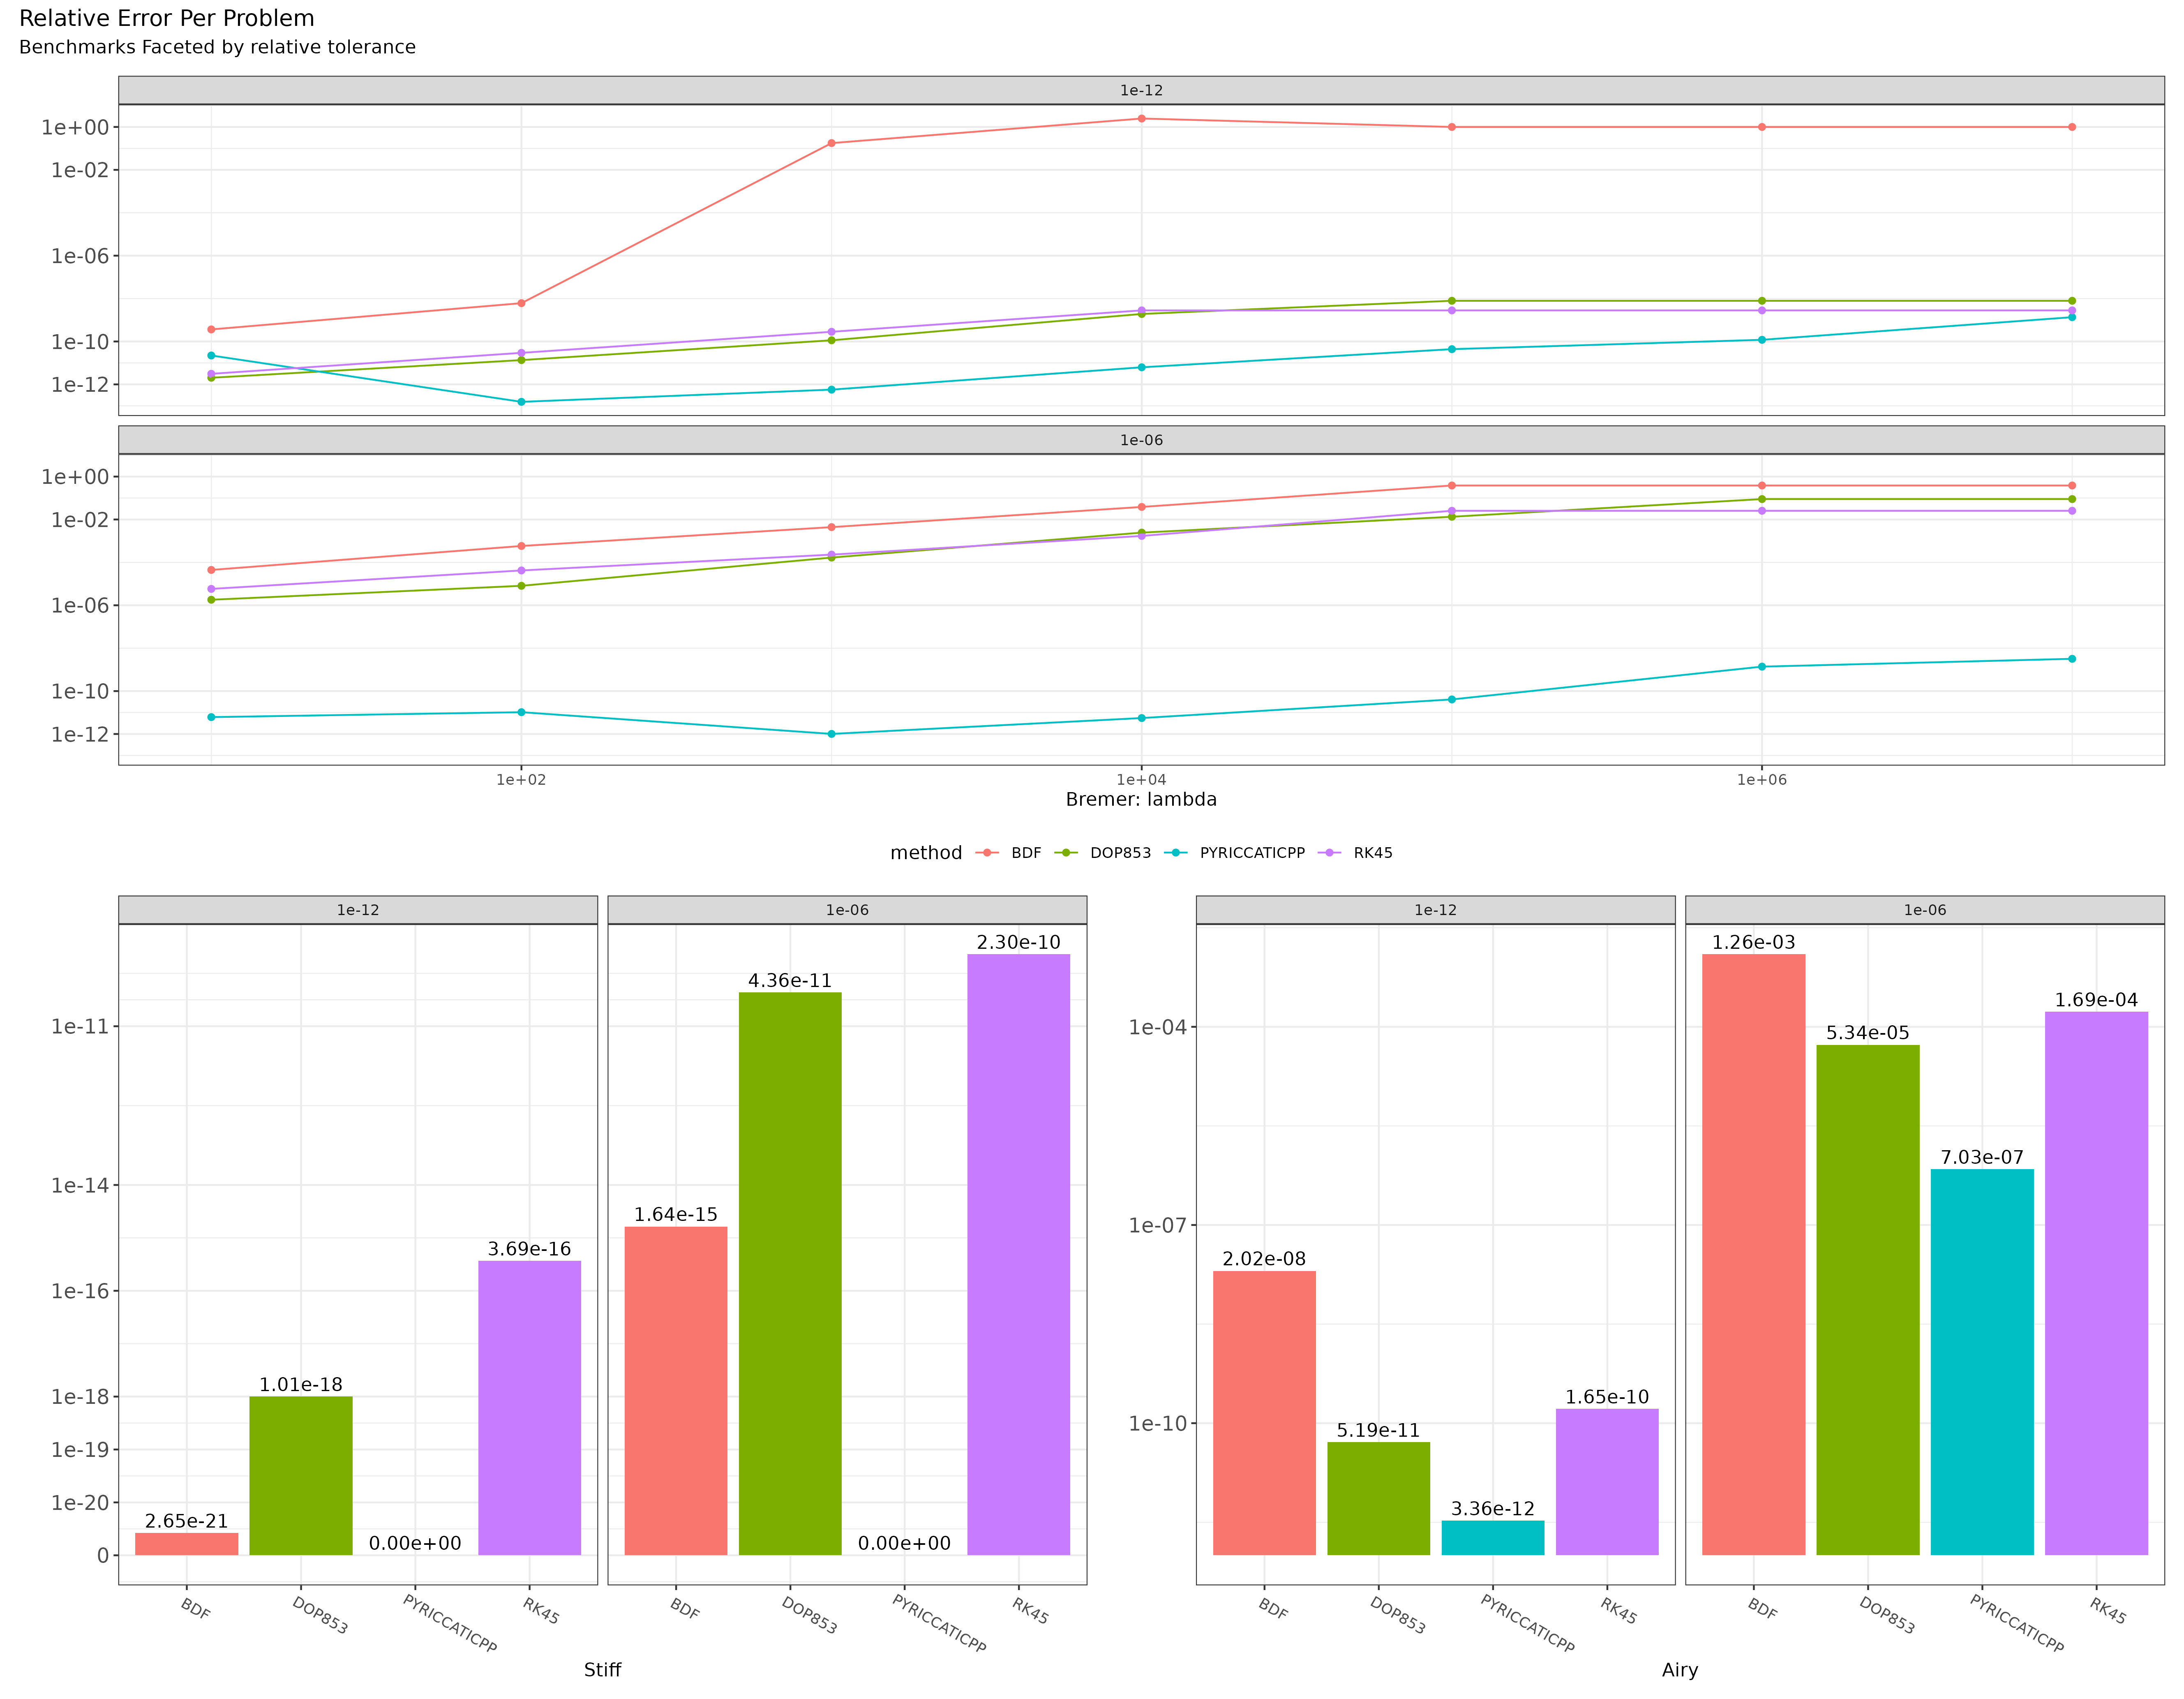 Relative Error Per Problem
Benchmarks Faceted by relative tolerance
1e-12
1e+00
1e-02
1e-06
1e-10
1e-12
1e-06
1e+00
1e-02
1e-06
1e-10
1e-12
1e+02 1e+04 1e+06
Bremer: lambda
method BDF DOP853 PYRICCATICPP RK45
1e-12 1e-06
1e-11
1e-14
1e-16
1e-18
1e-19
1e-20
0
2.65e-21 1.01e-18 0.00e+00 3.69e-16
1.64e-15 4.36e-11 0.00e+00 2.30e-10
BDF DOP853 PYRICCATICPP RK45 BDF DOP853 PYRICCATICPP RK45
Stiff
1e-12 1e-06
1e-04
1e-07
1e-10
2.02e-08 5.19e-11 3.36e-12 1.65e-10
1.26e-03 5.34e-05 7.03e-07 1.69e-04
BDF DOP853 PYRICCATICPP RK45 BDF DOP853 PYRICCATICPP RK45
Airy